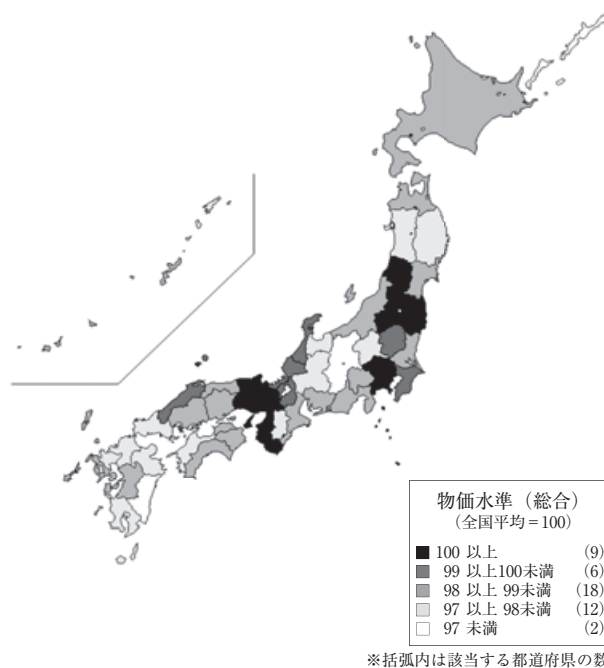 物価水準（総合）
（全国平均＝100）
100 以上 (9)
99 以上100未満 (6)
98 以上 99未満 (18)
97 以上 98未満 (12)
97 未満 (2)
※括弧内は該当する都道府県の数